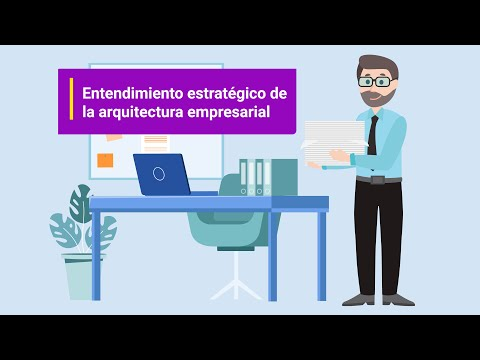 Entendimiento estratégico de
la arquitectura empresarial